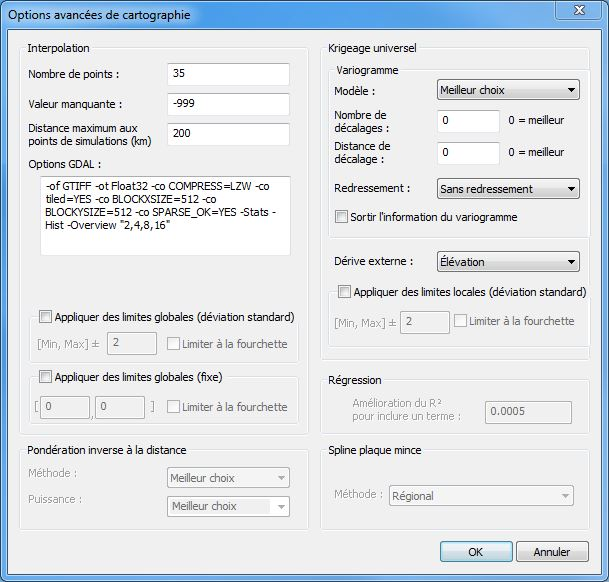 Options avancées de cartographie
Interpolation
Nombre de points : 35
Valeur manquante : -999
Distance maximum aux
points de simulations (km) 200
Options GDAL :
-of GTIFF -ot Float32 -co COMPRESS=LZW -co
tiled=YES -co BLOCKXSIZE=512 -co
BLOCKYSIZE=512 -co SPARSE_OK=YES -Stats -
Hist -Overview "2,4,8,16"
Appliquer des limites globales (déviation standard)
[Min, Max] ± 2 Limiter à la fourchette
Appliquer des limites globales (fixe)
[ 0 , 0 ] Limiter à la fourchette
Pondération inverse à la distance
Méthode : Meilleur choix
Puissance : Meilleur choix
Krigeage universel
Variogramme
Modèle : Meilleur choix
Nombre de
décalages : 0 0 = meilleur
Distance de
décalage : 0 0 = meilleur
Redressement : Sans redressement
Sortir l'information du variogramme
Dérive externe : Élévation
Appliquer des limites locales (déviation standard)
[Min, Max] ± 2 Limiter à la fourchette
Régression
Amélioration du R²
pour inclure un terme : 0.0005
Spline plaque mince
Méthode : Régional
OK Annuler